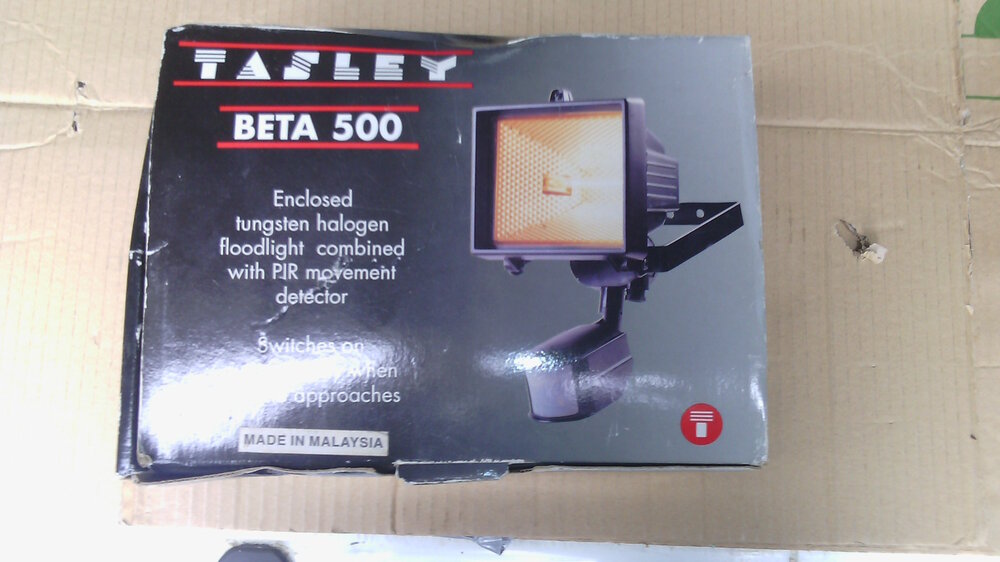 TASLEY
BETA 500
Enclosed
tungsten halogen
floodlight combined
with PIR movement
detector
Switches on
when
approaches
MADE IN MALAYSIA